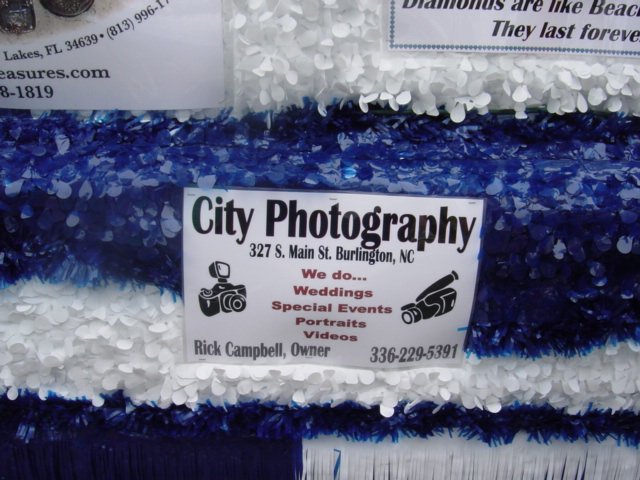 Lakes, FL 34639 • (813) 996-17
easures.com
8-1819
Diamonds are like Beac
They last foreve
City Photography
327 S. Main St. Burlington, NC
We do...
Weddings
Special Events
Portraits
Videos
Rick Campbell, Owner
336-229-5391